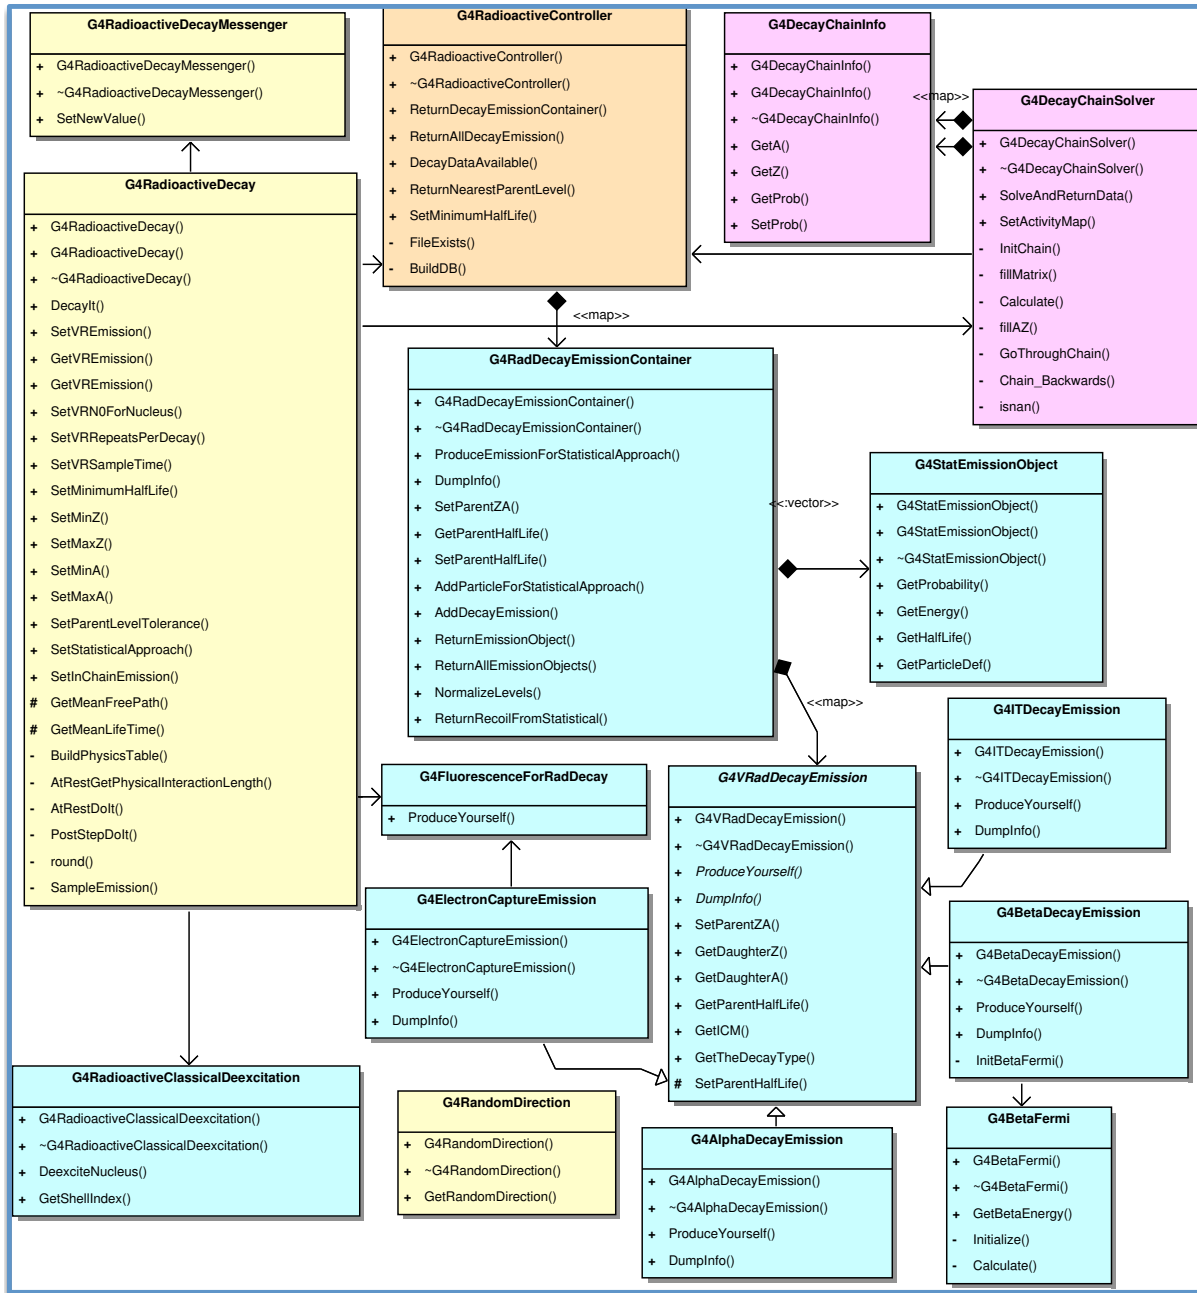 G4RadioactiveDecayMessenger
+ G4RadioactiveDecayMessenger()
+ ~G4RadioactiveDecayMessenger()
+ SetNewValue()
G4RadioactiveController
+ G4RadioactiveController()
+ ~G4RadioactiveController()
+ ReturnDecayEmissionContainer()
+ ReturnAllDecayEmission()
+ DecayDataAvailable()
+ ReturnNearestParentLevel()
+ SetMinimumHalfLife()
- FileExists()
- BuildDB()
G4DecayChainInfo
+ G4DecayChainInfo()
+ G4DecayChainInfo()
+ ~G4DecayChainInfo()
+ GetA()
+ GetZ()
+ GetProb()
+ SetProb()
<<map>>
G4DecayChainSolver
+ G4DecayChainSolver()
+ ~G4DecayChainSolver()
+ SolveAndReturnData()
+ SetActivityMap()
- InitChain()
- fillMatrix()
- Calculate()
- fillAZ()
- GoThroughChain()
- Chain_Backwards()
- isnan()
G4RadioactiveDecay
+ G4RadioactiveDecay()
+ G4RadioactiveDecay()
+ ~G4RadioactiveDecay()
+ DecayIt()
+ SetVREmission()
+ GetVREmission()
+ GetVREmission()
+ SetVRN0ForNucleus()
+ SetVRRepeatsPerDecay()
+ SetVRSampleTime()
+ SetMinimumHalfLife()
+ SetMinZ()
+ SetMaxZ()
+ SetMinA()
+ SetMaxA()
+ SetParentLevelTolerance()
+ SetStatisticalApproach()
+ SetInChainEmission()
# GetMeanFreePath()
# GetMeanLifeTime()
- BuildPhysicsTable()
- AtRestGetPhysicalInteractionLength()
- AtRestDoIt()
- PostStepDoIt()
- round()
- SampleEmission()
<<map>>
G4RadDecayEmissionContainer
+ G4RadDecayEmissionContainer()
+ ~G4RadDecayEmissionContainer()
+ ProduceEmissionForStatisticalApproach()
+ DumpInfo()
+ SetParentZA()
+ GetParentHalfLife()
+ SetParentHalfLife()
+ AddParticleForStatisticalApproach()
+ AddDecayEmission()
+ ReturnEmissionObject()
+ ReturnAllEmissionObjects()
+ NormalizeLevels()
+ ReturnRecoilFromStatistical()
<<:vector>>
G4StatEmissionObject
+ G4StatEmissionObject()
+ G4StatEmissionObject()
+ ~G4StatEmissionObject()
+ GetProbability()
+ GetEnergy()
+ GetHalfLife()
+ GetParticleDef()
<<map>>
G4ITDecayEmission
+ G4ITDecayEmission()
+ ~G4ITDecayEmission()
+ ProduceYourself()
+ DumpInfo()
G4FluorescenceForRadDecay
+ ProduceYourself()
G4VRadDecayEmission
+ G4VRadDecayEmission()
+ ~G4VRadDecayEmission()
+ ProduceYourself()
+ DumpInfo()
+ SetParentZA()
+ GetDaughterZ()
+ GetDaughterA()
+ GetParentHalfLife()
+ GetICM()
+ GetTheDecayType()
# SetParentHalfLife()
G4ElectronCaptureEmission
+ G4ElectronCaptureEmission()
+ ~G4ElectronCaptureEmission()
+ ProduceYourself()
+ DumpInfo()
G4BetaDecayEmission
+ G4BetaDecayEmission()
+ ~G4BetaDecayEmission()
+ ProduceYourself()
+ DumpInfo()
- InitBetaFermi()
G4RadioactiveClassicalDeexcitation
+ G4RadioactiveClassicalDeexcitation()
+ ~G4RadioactiveClassicalDeexcitation()
+ DeexciteNucleus()
+ GetShellIndex()
G4RandomDirection
+ G4RandomDirection()
+ ~G4RandomDirection()
+ GetRandomDirection()
G4AlphaDecayEmission
+ G4AlphaDecayEmission()
+ ~G4AlphaDecayEmission()
+ ProduceYourself()
+ DumpInfo()
G4BetaFermi
+ G4BetaFermi()
+ ~G4BetaFermi()
+ GetBetaEnergy()
- Initialize()
- Calculate()